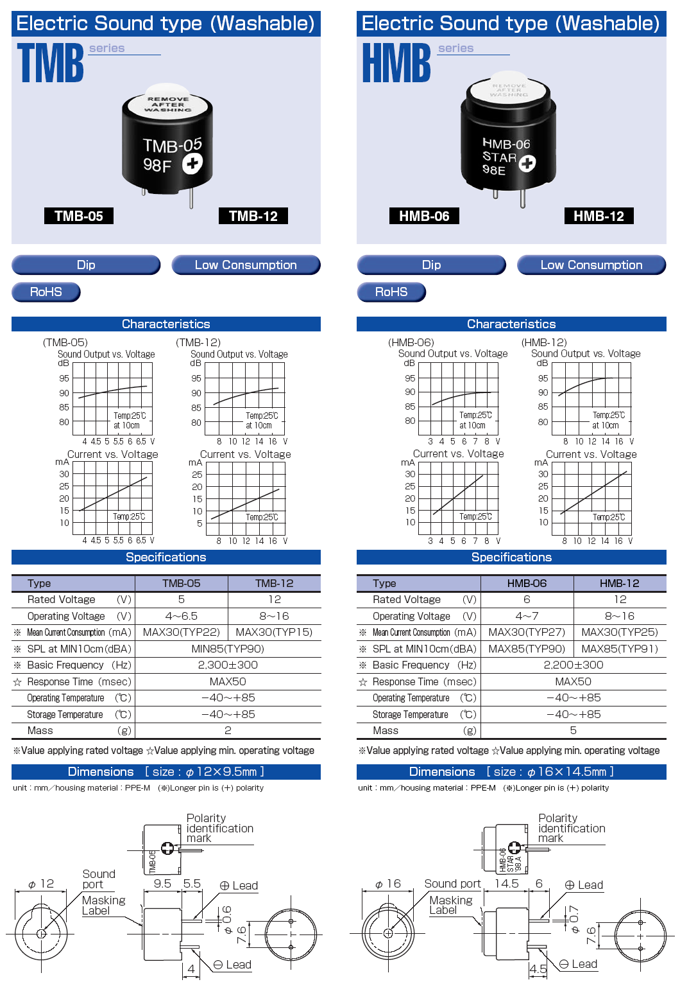 Electric Sound type (Washable)
TMB series
REMOVE
AFTER
WASHING
TMB-05
98F
TMB-05 TMB-12
Dip Low Consumption
RoHS
Characteristics
(TMB-05) (TMB-12)
Sound Output vs. Voltage Sound Output vs. Voltage
dB dB
95 95
90 90
85 85
80 80
Temp:25℃ Temp:25℃
at 10cm at 10cm
4 4.5 5 5.5 6 6.5 V 8 10 12 14 16 V
Current vs. Voltage Current vs. Voltage
mA mA
30 25
25 20
20 15
15 10
10 5
Temp:25℃ Temp:25℃
4 4.5 5 5.5 6 6.5 V 8 10 12 14 16 V
Specifications
Type TMB-05 TMB-12
Rated Voltage (V) 5 12
Operating Voltage (V) 4～6.5 8～16
※ Mean Current Consumption (mA) MAX30(TYP22) MAX30(TYP15)
※ SPL at MIN10cm(dBA) MIN85(TYP90)
※ Basic Frequency (Hz) 2,300±300
☆ Response Time (msec) MAX50
Operating Temperature (℃) －40～＋85
Storage Temperature (℃) －40～＋85
Mass (g) 2
※Value applying rated voltage ☆Value applying min. operating voltage
Dimensions [ size : φ12×9.5mm ]
unit : mm／housing material : PPE-M (※)Longer pin is (＋) polarity
Polarity
identification
mark
TMB-05
Sound
port
φ 12
9.5 5.5
⊕ Lead
Masking
Label
φ 0.6
7.6
⊖ Lead
4
Electric Sound type (Washable)
HMB series
REMOVE
AFTER
WASHING
HMB-06
STAR
98E
HMB-06 HMB-12
Dip Low Consumption
RoHS
Characteristics
(HMB-06) (HMB-12)
Sound Output vs. Voltage Sound Output vs. Voltage
dB dB
95 95
90 90
85 85
80 80
Temp:25℃ Temp:25℃
at 10cm at 10cm
3 4 5 6 7 8 V 8 10 12 14 16 V
Current vs. Voltage Current vs. Voltage
mA mA
30 30
25 25
20 20
15 15
10 10
Temp:25℃ Temp:25℃
3 4 5 6 7 8 V 8 10 12 14 16 V
Specifications
Type HMB-06 HMB-12
Rated Voltage (V) 6 12
Operating Voltage (V) 4～7 8～16
※ Mean Current Consumption (mA) MAX30(TYP27) MAX30(TYP25)
※ SPL at MIN10cm(dBA) MAX85(TYP90) MAX85(TYP91)
※ Basic Frequency (Hz) 2,200±300
☆ Response Time (msec) MAX50
Operating Temperature (℃) －40～＋85
Storage Temperature (℃) －40～＋85
Mass (g) 5
※Value applying rated voltage ☆Value applying min. operating voltage
Dimensions [ size : φ16×14.5mm ]
unit : mm／housing material : PPE-M (※)Longer pin is (＋) polarity
Polarity
identification
mark
HMB-06
STAR
'98.A
φ 16
Sound port
14.5 6
⊕ Lead
Masking
Label
φ 0.7
7.6
⊖ Lead
4.5